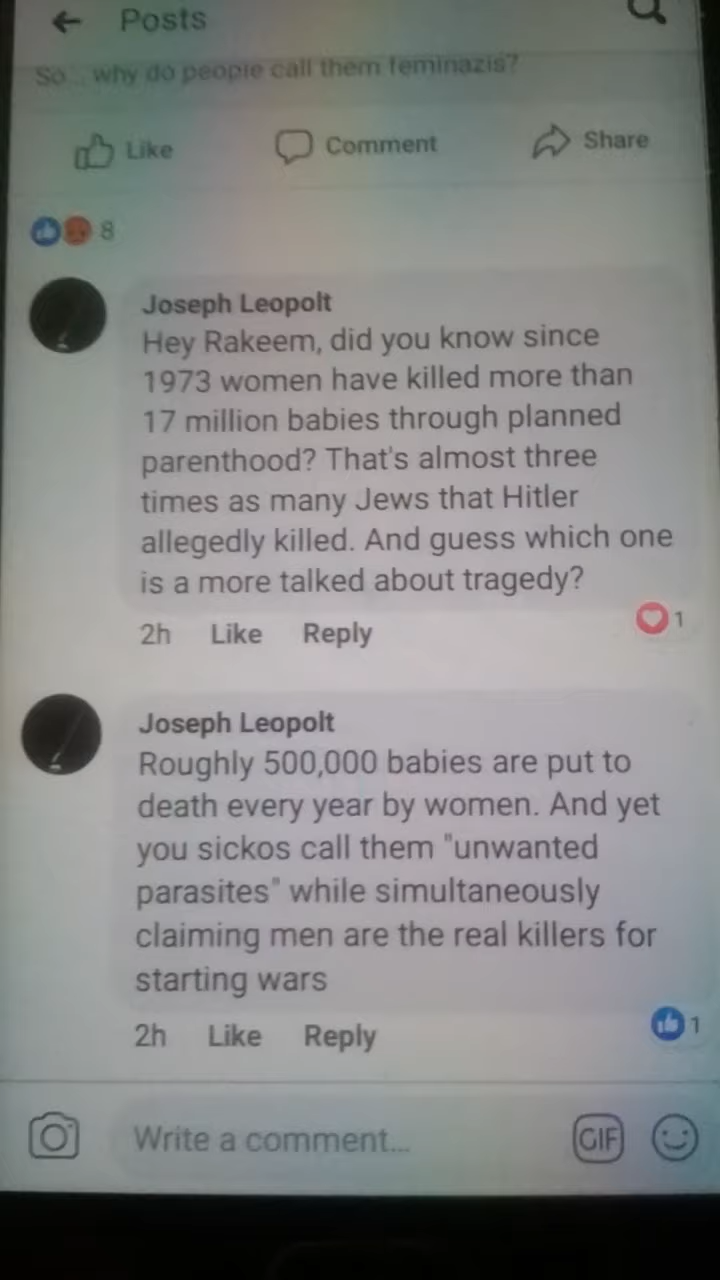 Posts
So... why do people call them feminazis?
Like Comment Share
8
Joseph Leopolt
Hey Rakeem, did you know since
1973 women have killed more than
17 million babies through planned
parenthood? That's almost three
times as many Jews that Hitler
allegedly killed. And guess which one
is a more talked about tragedy?
2h Like Reply 1
Joseph Leopolt
Roughly 500,000 babies are put to
death every year by women. And yet
you sickos call them "unwanted
parasites" while simultaneously
claiming men are the real killers for
starting wars
2h Like Reply 1
Write a comment... GIF